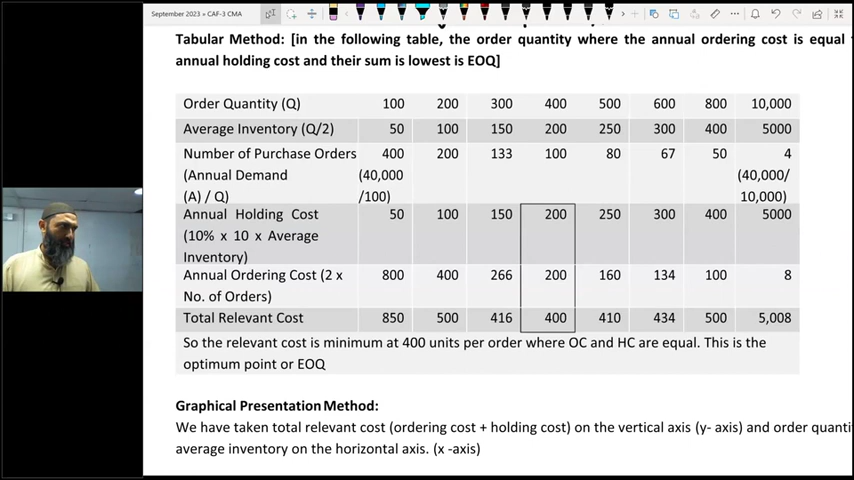 September 2023 » CAF-3 CMA
Tabular Method: [in the following table, the order quantity where the annual ordering cost is equal
annual holding cost and their sum is lowest is EOQ]
Order Quantity (Q) 100 200 300 400 500 600 800 10,000
Average Inventory (Q/2) 50 100 150 200 250 300 400 5000
Number of Purchase Orders 400 200 133 100 80 67 50 4
(Annual Demand (40,000 (40,000/
(A) / Q) /100) 10,000)
Annual Holding Cost 50 100 150 200 250 300 400 5000
(10% x 10 x Average
Inventory)
Annual Ordering Cost (2 x 800 400 266 200 160 134 100 8
No. of Orders)
Total Relevant Cost 850 500 416 400 410 434 500 5,008
So the relevant cost is minimum at 400 units per order where OC and HC are equal. This is the
optimum point or EOQ
Graphical Presentation Method:
We have taken total relevant cost (ordering cost + holding cost) on the vertical axis (y- axis) and order
average inventory on the horizontal axis. (x -axis)